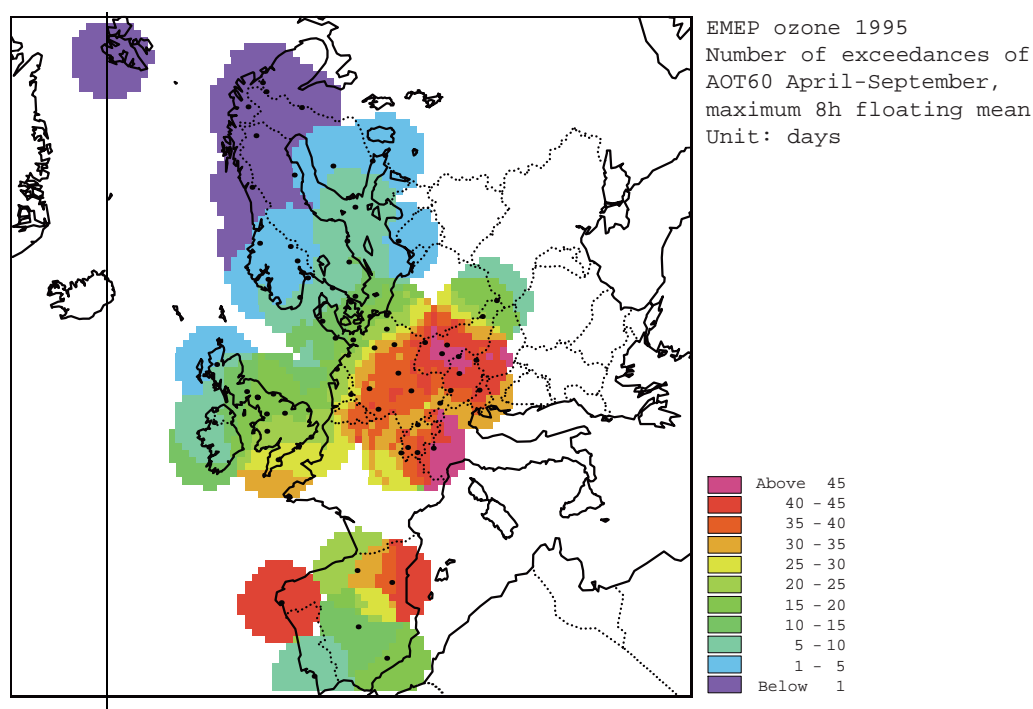 EMEP ozone 1995
Number of exceedances of
AOT60 April-September,
maximum 8h floating mean
Unit: days
Above 45
40 - 45
35 - 40
30 - 35
25 - 30
20 - 25
15 - 20
10 - 15
5 - 10
1 - 5
Below 1